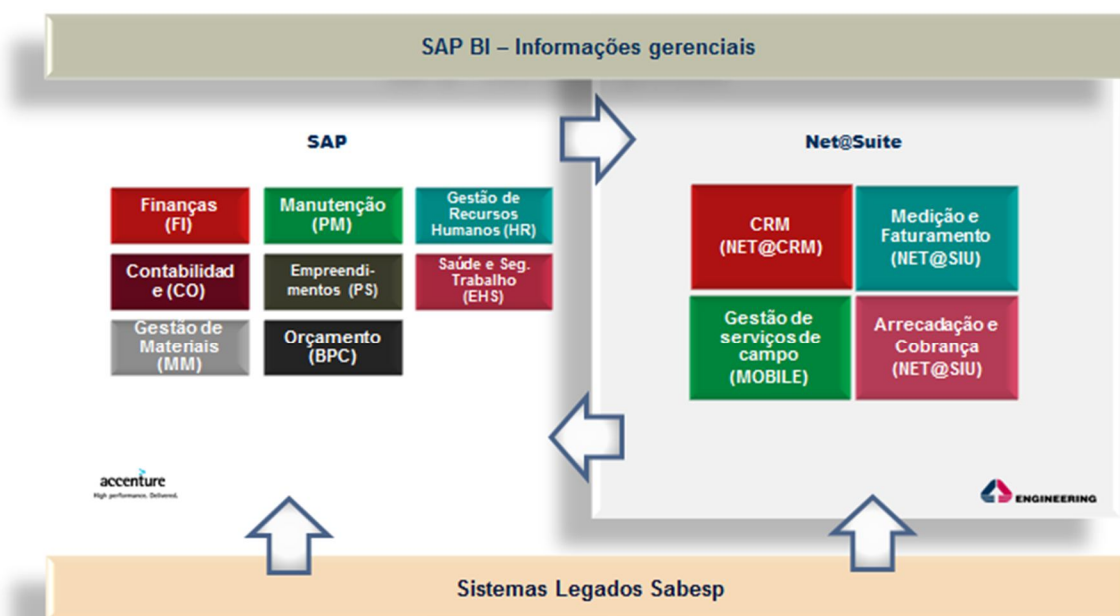 SAP BI – Informações gerenciais
SAP
Finanças
(FI)
Manutenção
(PM)
Gestão de
Recursos
Humanos (HR)
Contabilidad
e (CO)
Empreendi-
mentos (PS)
Saúde e Seg.
Trabalho
(EHS)
Gestão de
Materiais
(MM)
Orçamento
(BPC)
accenture
High performance. Delivered.
Net@Suite
CRM
(NET@CRM)
Medição e
Faturamento
(NET@SIU)
Gestão de
serviços de
campo
(MOBILE)
Arrecadação e
Cobrança
(NET@SIU)
ENGINEERING
Sistemas Legados Sabesp